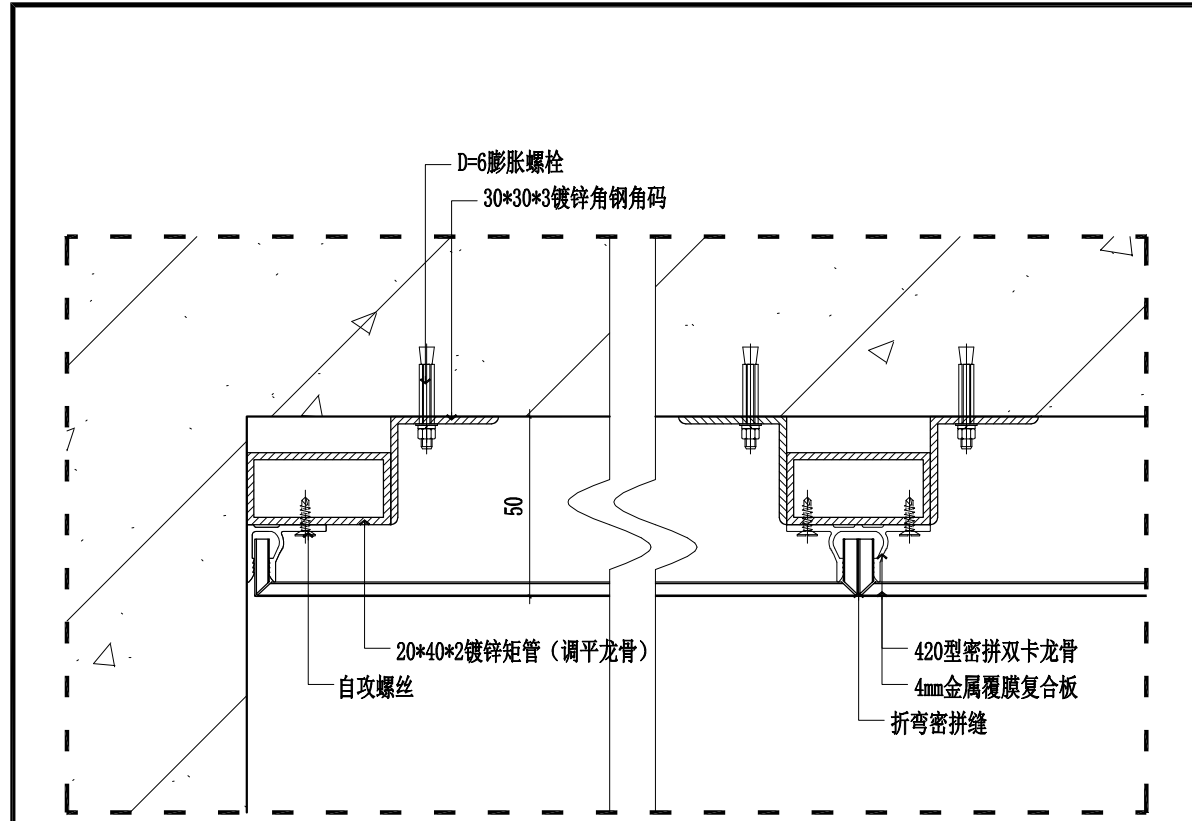 D=6膨胀螺栓
30*30*3镀锌角钢角码
50
20*40*2镀锌矩管（调平龙骨）
自攻螺丝
420型密拼双卡龙骨
4mm金属覆膜复合板
折弯密拼缝